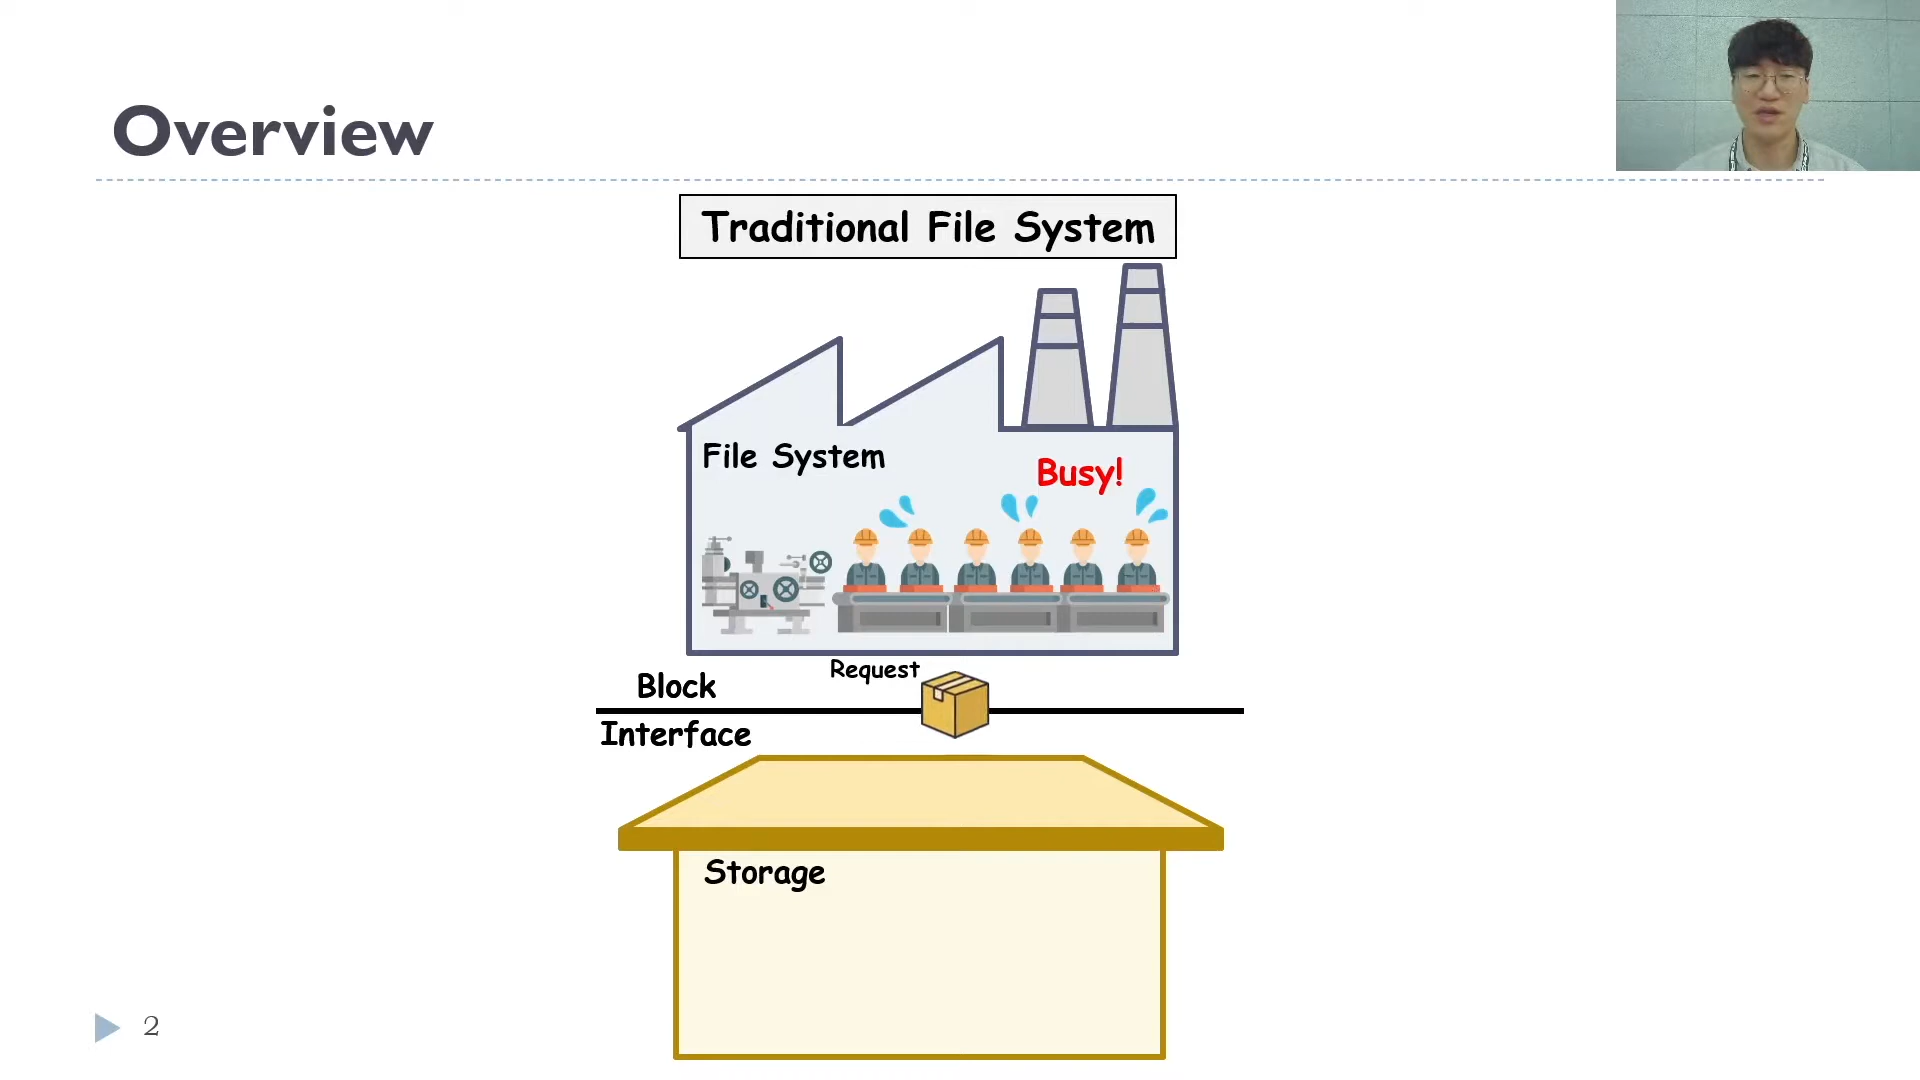 Overview
Traditional File System
File System
Busy!
Request
Block
Interface
Storage
2